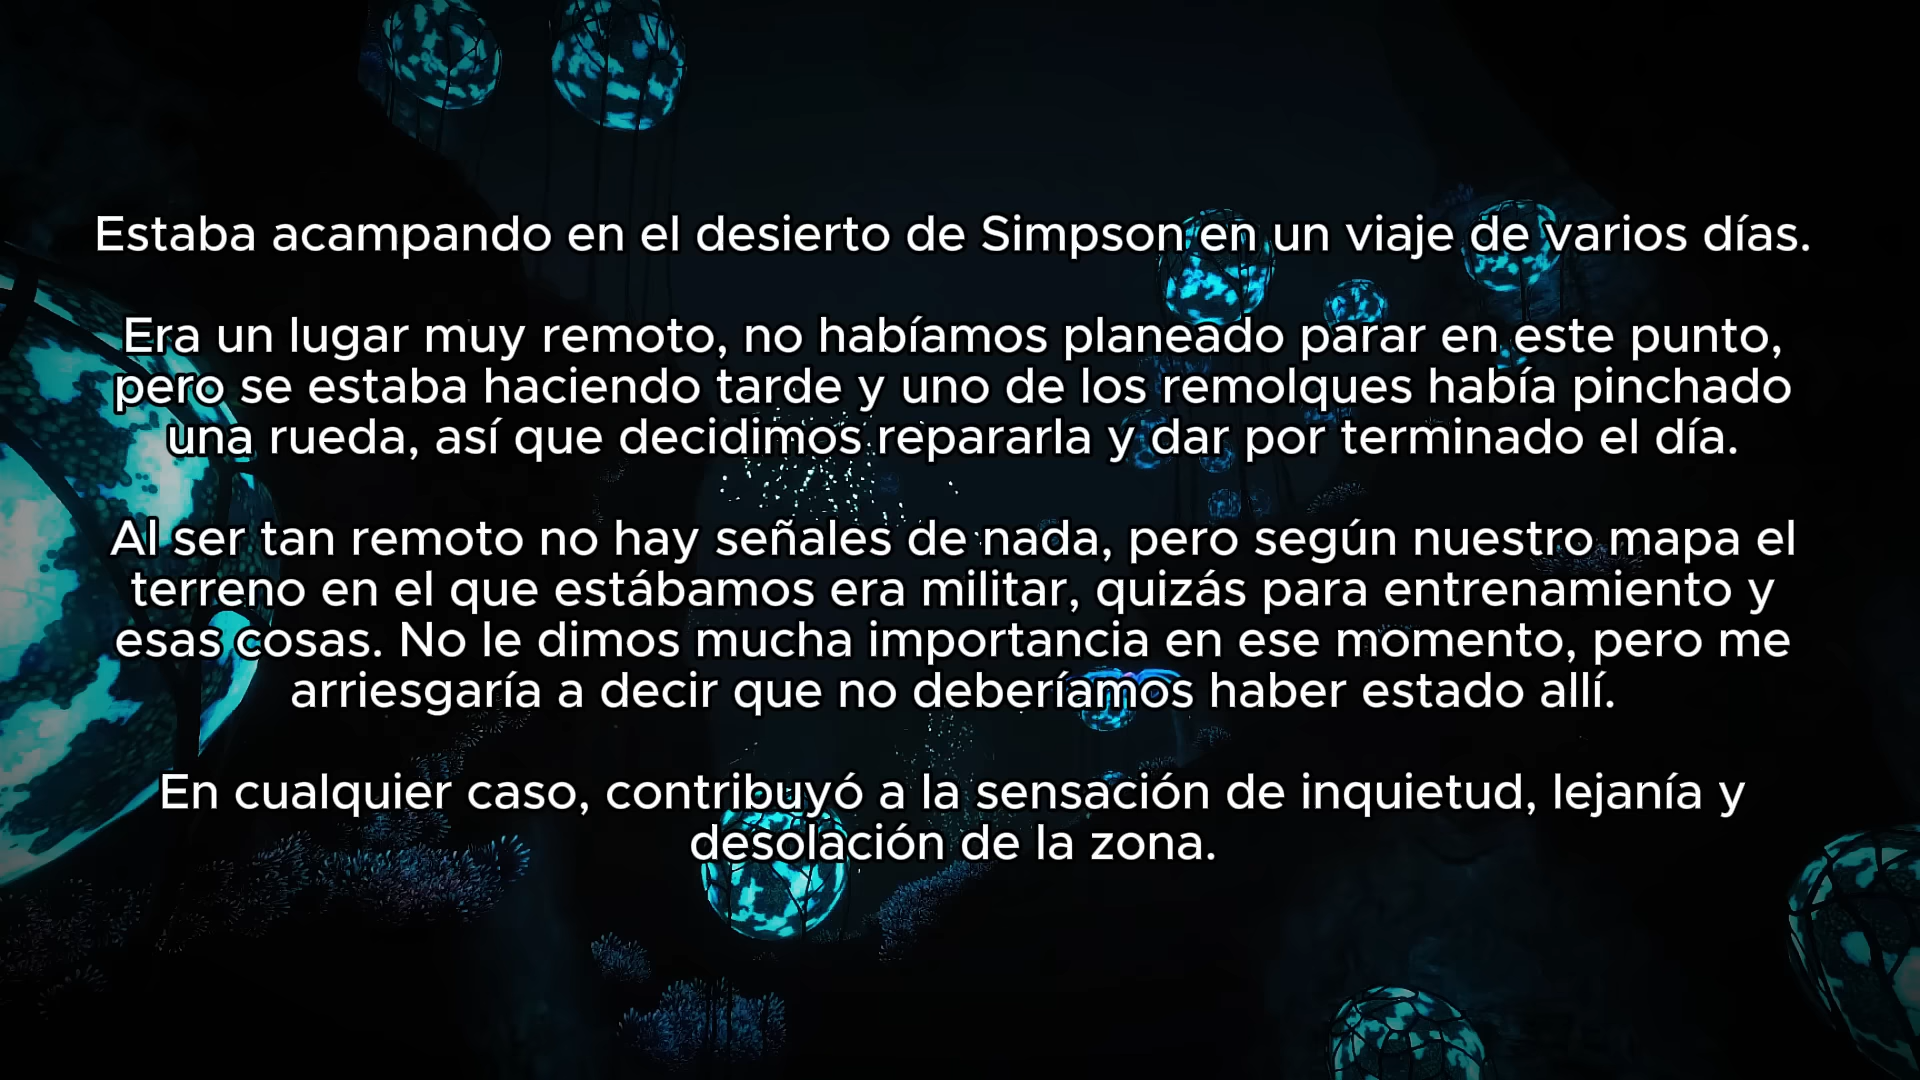 Estaba acampando en el desierto de Simpson en un viaje de varios días.
Era un lugar muy remoto, no habíamos planeado parar en este punto,
pero se estaba haciendo tarde y uno de los remolques había pinchado
una rueda, así que decidimos repararla y dar por terminado el día.
Al ser tan remoto no hay señales de nada, pero según nuestro mapa el
terreno en el que estábamos era militar, quizás para entrenamiento y
esas cosas. No le dimos mucha importancia en ese momento, pero me
arriesgaría a decir que no deberíamos haber estado allí.
En cualquier caso, contribuyó a la sensación de inquietud, lejanía y
desolación de la zona.